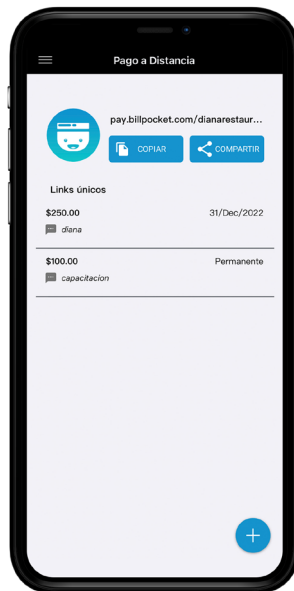 Pago a Distancia
pay.billpocket.com/dianarestaur...
COPIAR
COMPARTIR
Links únicos
$250.00 31/Dec/2022
diana
$100.00 Permanente
capacitacion